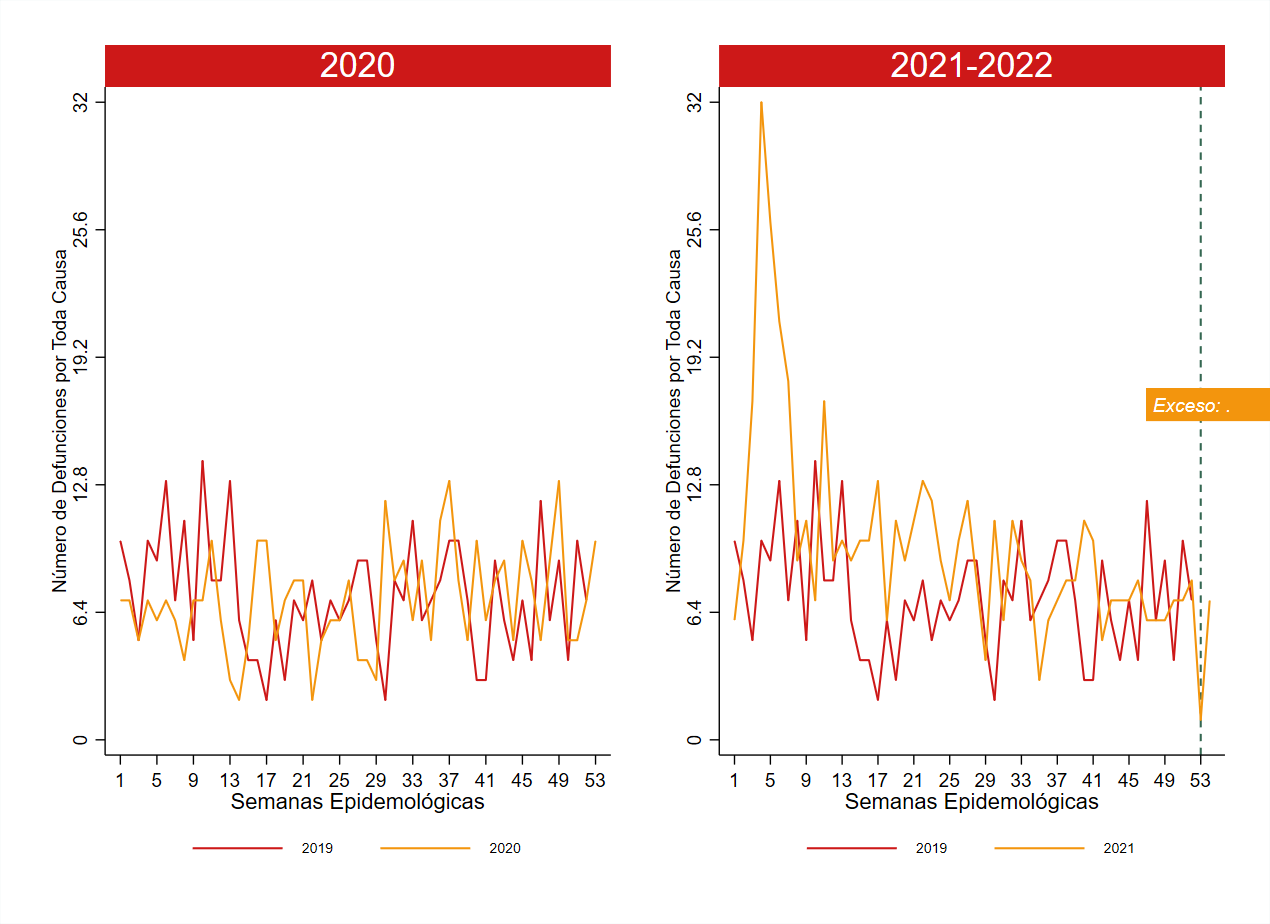 2020
Número de Defunciones por Toda Causa
32
25.6
19.2
12.8
6.4
0
1 5 9 13 17 21 25 29 33 37 41 45 49 53
Semanas Epidemológicas
2019 2020
2021-2022
Número de Defunciones por Toda Causa
32
25.6
19.2
12.8
6.4
0
Exceso: .
1 5 9 13 17 21 25 29 33 37 41 45 49 53
Semanas Epidemológicas
2019 2021